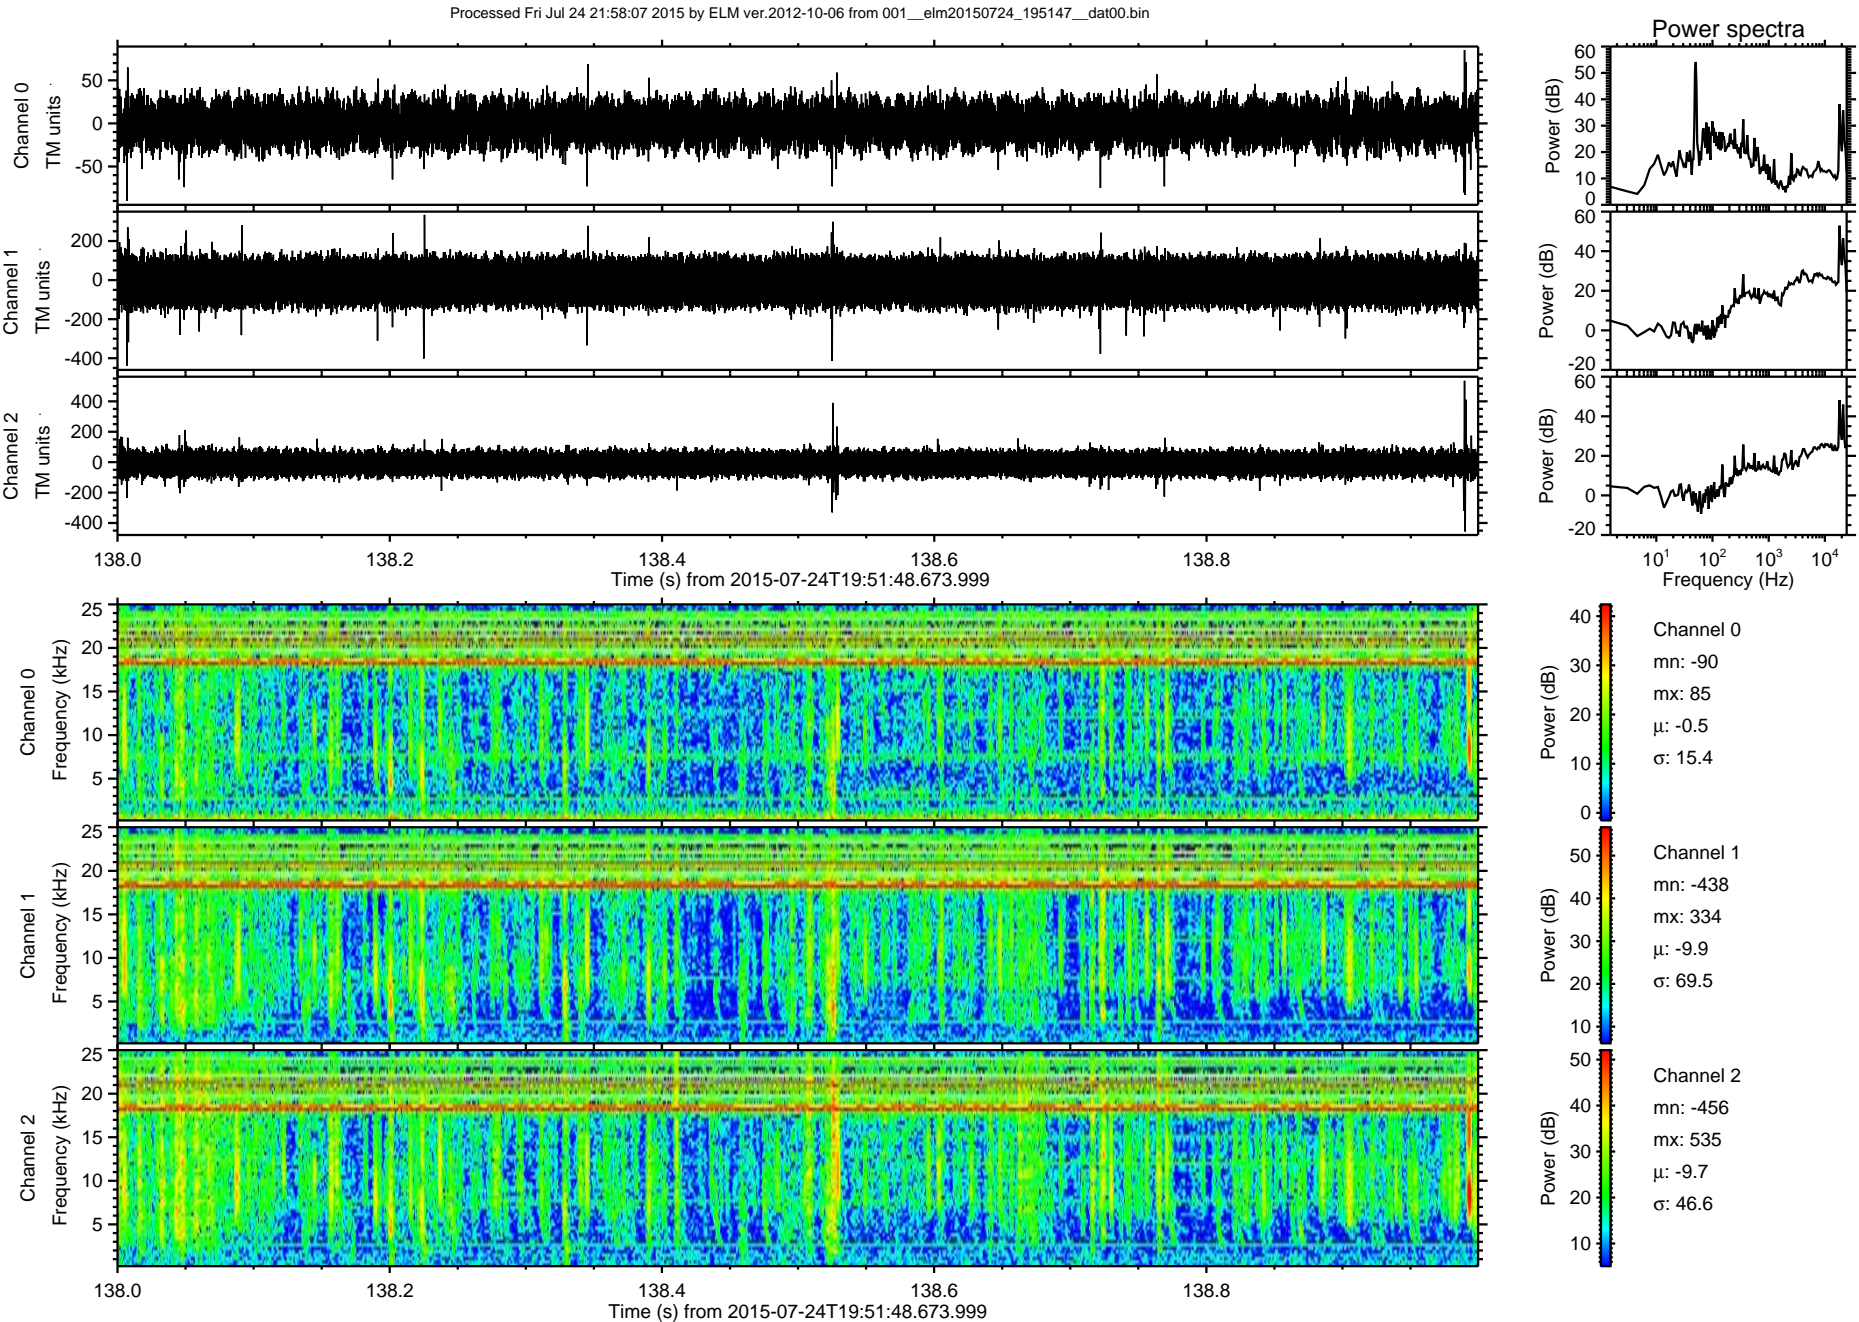 Processed Fri Jul 24 21:58:07 2015 by ELM ver.2012-10-06 from 001__elm20150724_195147__dat00.bin
Power spectra
Channel 0
TM units
50
0
-50
Power (dB)
60
50
40
30
20
10
0
Channel 1
TM units
200
0
-200
-400
Power (dB)
60
40
20
0
-20
Channel 2
TM units
400
200
0
-200
-400
Power (dB)
60
40
20
0
-20
138.0 138.2 138.4 138.6 138.8
Time (s) from 2015-07-24T19:51:48.673.999
10^1 10^2 10^3 10^4
Frequency (Hz)
Channel 0
Frequency (kHz)
25
20
15
10
5
Power (dB)
40
30
20
10
0
Channel 0
mn: -90
mx: 85
μ: -0.5
σ: 15.4
Channel 1
Frequency (kHz)
25
20
15
10
5
Power (dB)
50
40
30
20
10
Channel 1
mn: -438
mx: 334
μ: -9.9
σ: 69.5
Channel 2
Frequency (kHz)
25
20
15
10
5
Power (dB)
50
40
30
20
10
Channel 2
mn: -456
mx: 535
μ: -9.7
σ: 46.6
138.0 138.2 138.4 138.6 138.8
Time (s) from 2015-07-24T19:51:48.673.999